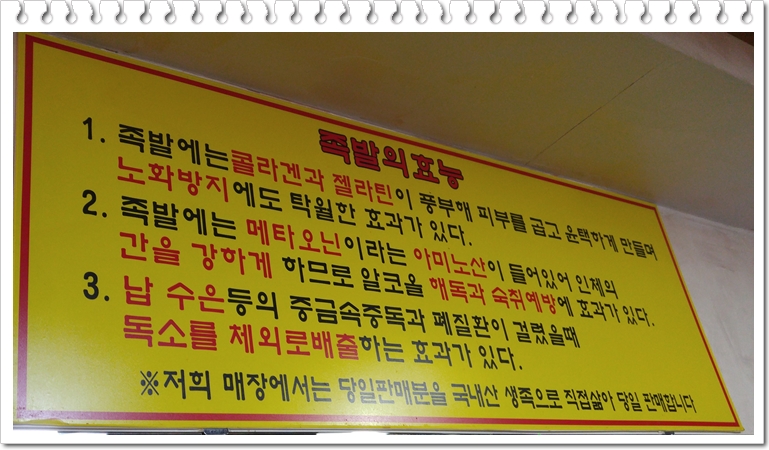 족발의효능
1. 족발에는콜라겐과 젤라틴이 풍부해 피부를 곱고 윤택하게 만들며
노화방지에도 탁월한 효과가 있다.
2. 족발에는 메타오닌이라는 아미노산이 들어있어 인체의
간을 강하게 하므로 알코올 해독과 숙취예방에 효과가 있다.
3. 납 수은등의 중금속중독과 폐질환이 걸렸을때
독소를 체외로배출하는 효과가 있다.
※저희 매장에서는 당일판매분을 국내산 생족으로 직접삶아 당일 판매합니다